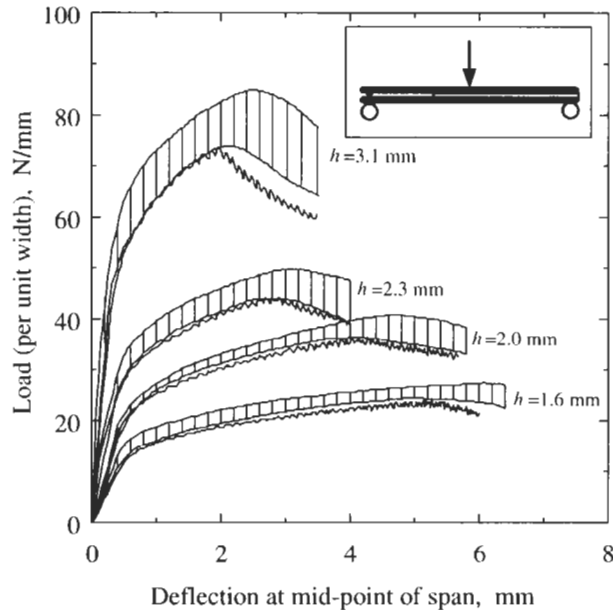 100
80
60
40
20
0
Load (per unit width), N/mm
h=3.1 mm
h=2.3 mm
h=2.0 mm
h=1.6 mm
0 2 4 6 8
Deflection at mid-point of span, mm